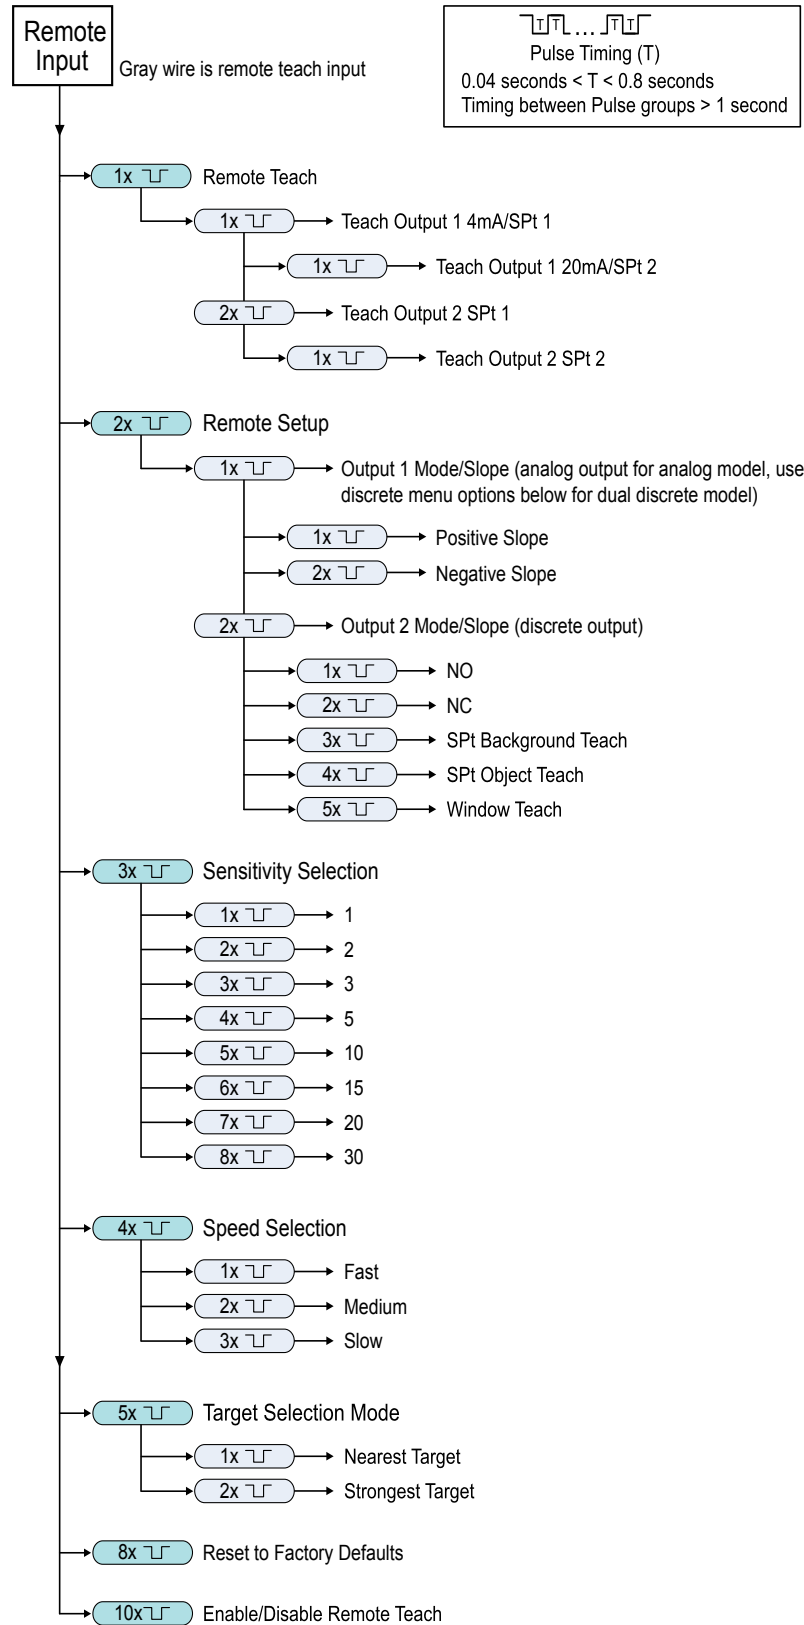 Remote
Input
Gray wire is remote teach input
T T ... T T
Pulse Timing (T)
0.04 seconds < T < 0.8 seconds
Timing between Pulse groups > 1 second
1x Remote Teach
1x Teach Output 1 4mA/SPt 1
1x Teach Output 1 20mA/SPt 2
2x Teach Output 2 SPt 1
1x Teach Output 2 SPt 2
2x Remote Setup
1x Output 1 Mode/Slope (analog output for analog model, use
discrete menu options below for dual discrete model)
1x Positive Slope
2x Negative Slope
2x Output 2 Mode/Slope (discrete output)
1x NO
2x NC
3x SPt Background Teach
4x SPt Object Teach
5x Window Teach
3x Sensitivity Selection
1x 1
2x 2
3x 3
4x 5
5x 10
6x 15
7x 20
8x 30
4x Speed Selection
1x Fast
2x Medium
3x Slow
5x Target Selection Mode
1x Nearest Target
2x Strongest Target
8x Reset to Factory Defaults
10x Enable/Disable Remote Teach